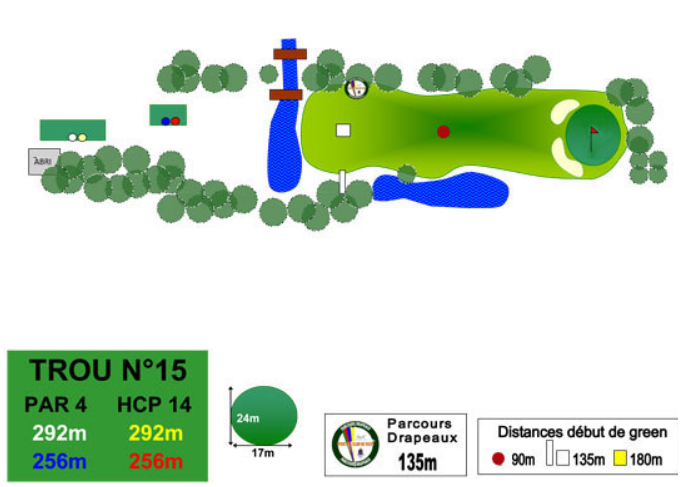 ABRI
TROU N°15
PAR 4 HCP 14
292m 292m
256m 256m
24m
17m
Parcours
Drapeaux
135m
Distances début de green
90m 135m 180m